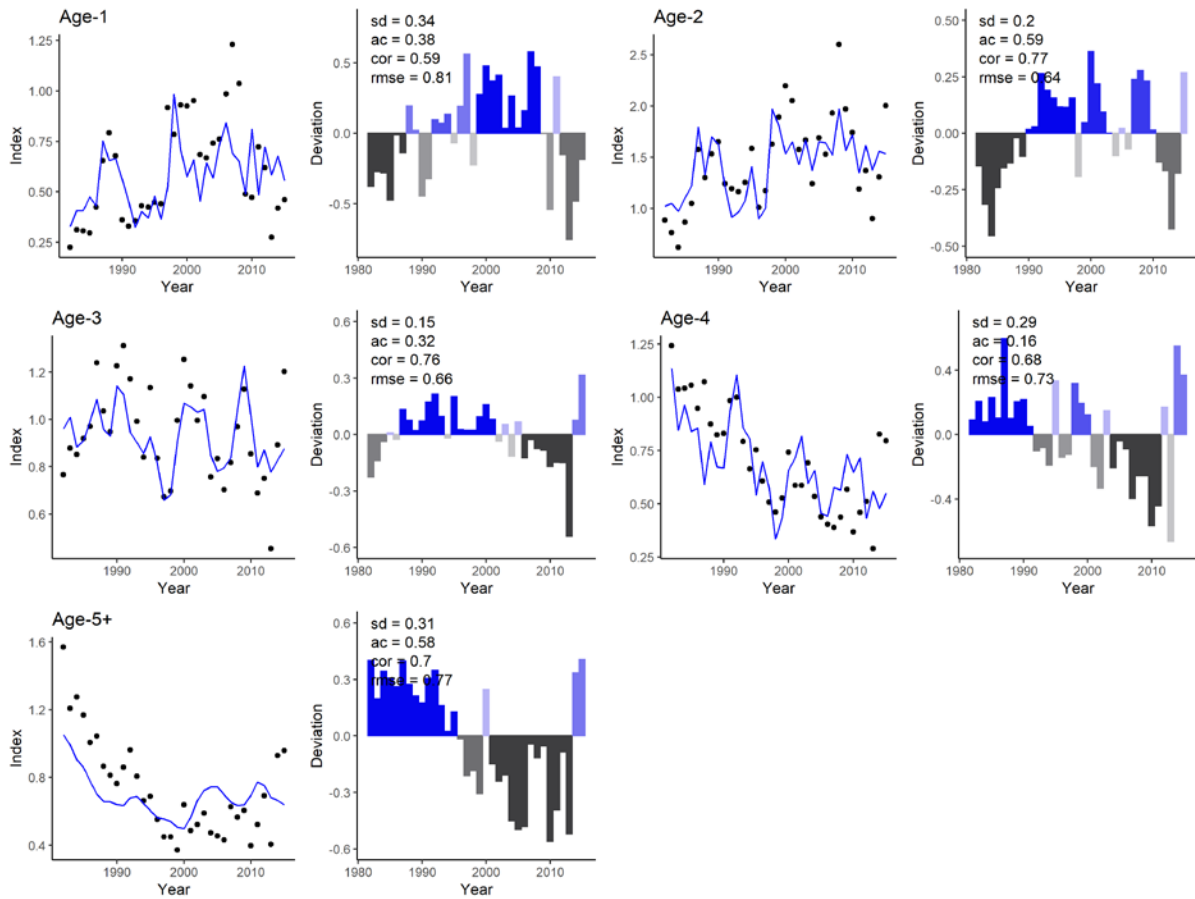 Age-1
Index
1.25
1.00
0.75
0.50
0.25
1990
2000
2010
Year
sd = 0.34
ac = 0.38
cor = 0.59
rmse = 0.81
Deviation
0.5
0.0
-0.5
1980
1990
2000
2010
Year
Age-2
Index
2.5
2.0
1.5
1.0
1990
2000
2010
Year
sd = 0.2
ac = 0.59
cor = 0.77
rmse = 0.64
Deviation
0.50
0.25
0.00
-0.25
-0.50
1980
1990
2000
2010
Year
Age-3
Index
1.2
1.0
0.8
0.6
1990
2000
2010
Year
sd = 0.15
ac = 0.32
cor = 0.76
rmse = 0.66
Deviation
0.6
0.3
0.0
-0.3
-0.6
1980
1990
2000
2010
Year
Age-4
Index
1.25
1.00
0.75
0.50
0.25
1990
2000
2010
Year
sd = 0.29
ac = 0.16
cor = 0.68
rmse = 0.73
Deviation
0.4
0.0
-0.4
1980
1990
2000
2010
Year
Age-5+
Index
1.6
1.2
0.8
0.4
1990
2000
2010
Year
sd = 0.31
ac = 0.58
cor = 0.7
rmse = 0.77
Deviation
0.6
0.3
0.0
-0.3
-0.6
1980
1990
2000
2010
Year